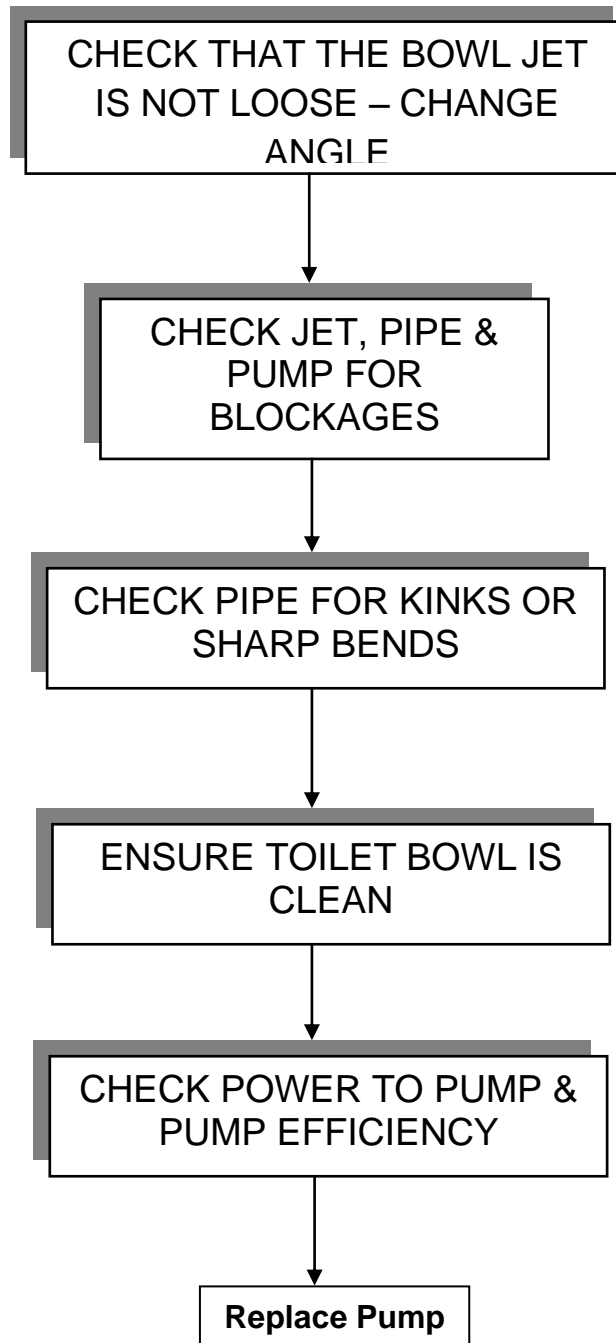 CHECK THAT THE BOWL JET
IS NOT LOOSE – CHANGE
ANGLE
CHECK JET, PIPE &
PUMP FOR
BLOCKAGES
CHECK PIPE FOR KINKS OR
SHARP BENDS
ENSURE TOILET BOWL IS
CLEAN
CHECK POWER TO PUMP &
PUMP EFFICIENCY
Replace Pump